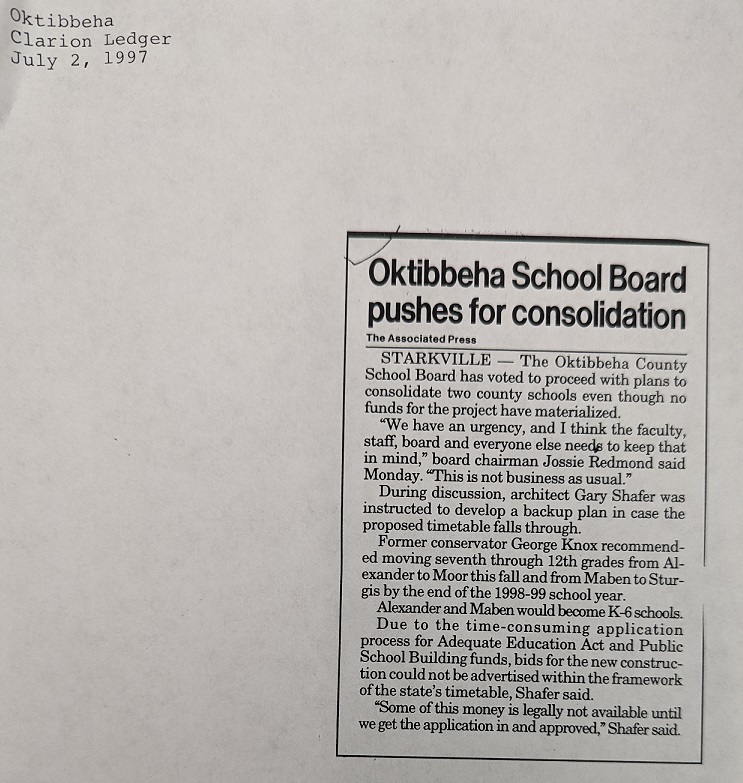 Oktibbeha
Clarion Ledger
July 2, 1997
Oktibbeha School Board
pushes for consolidation
The Associated Press
STARKVILLE — The Oktibbeha County
School Board has voted to proceed with plans to
consolidate two county schools even though no
funds for the project have materialized.
“We have an urgency, and I think the faculty,
staff, board and everyone else needs to keep that
in mind,” board chairman Jossie Redmond said
Monday. “This is not business as usual.”
During discussion, architect Gary Shafer was
instructed to develop a backup plan in case the
proposed timetable falls through.
Former conservator George Knox recommend-
ed moving seventh through 12th grades from Al-
exander to Moor this fall and from Maben to Stur-
gis by the end of the 1998-99 school year.
Alexander and Maben would become K-6 schools.
Due to the time-consuming application
process for Adequate Education Act and Public
School Building funds, bids for the new construc-
tion could not be advertised within the framework
of the state's timetable, Shafer said.
“Some of this money is legally not available until
we get the application in and approved,” Shafer said.